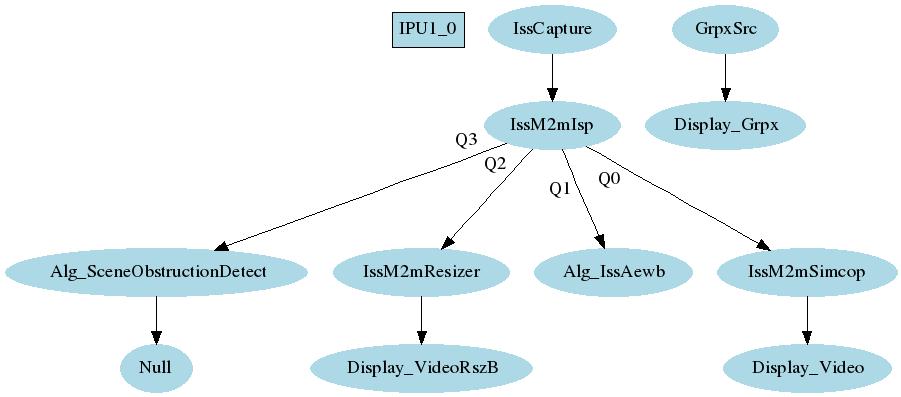 IPU1_0
IssCapture
GrpxSrc
IssM2mIsp
Display_Grpx
Q3
Q2
Q1
Q0
Alg_SceneObstructionDetect
IssM2mResizer
Alg_IssAewb
IssM2mSimcop
Null
Display_VideoRszB
Display_Video